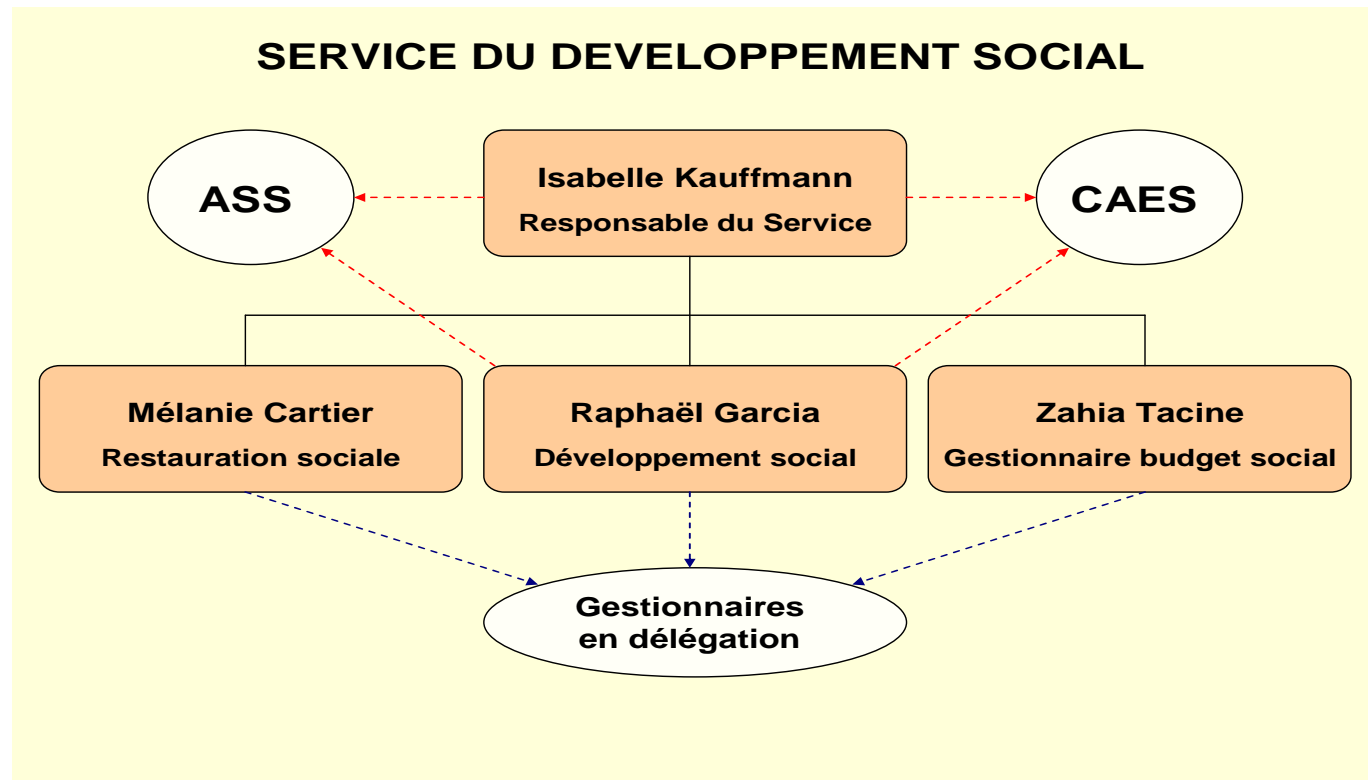 SERVICE DU DEVELOPPEMENT SOCIAL
ASS
Isabelle Kauffmann
Responsable du Service
CAES
Mélanie Cartier
Restauration sociale
Raphaël Garcia
Développement social
Zahia Tacine
Gestionnaire budget social
Gestionnaires
en délégation